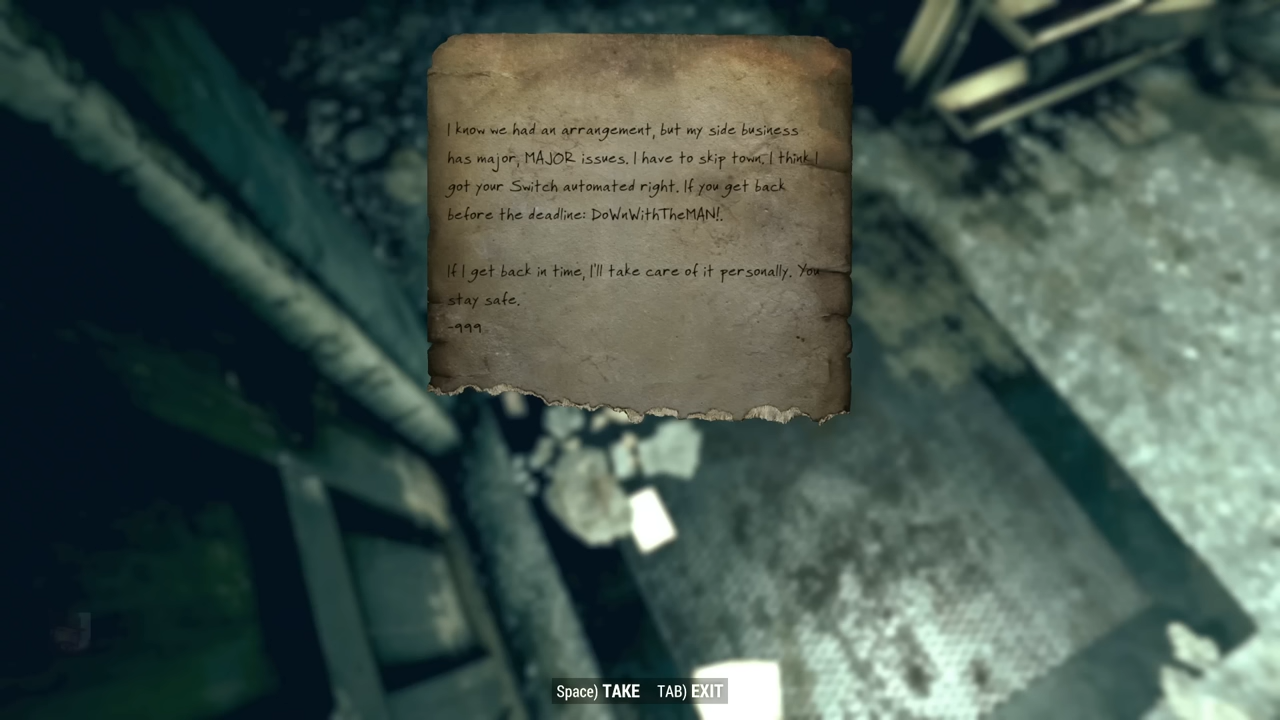 I know we had an arrangement, but my side business
has major, MAJOR issues. I have to skip town. I think I
got your Switch automated right. If you get back
before the deadline: DoWnWithTheMAN!.
If I get back in time, I'll take care of it personally. You
stay safe.
-999
Space) TAKE TAB) EXIT